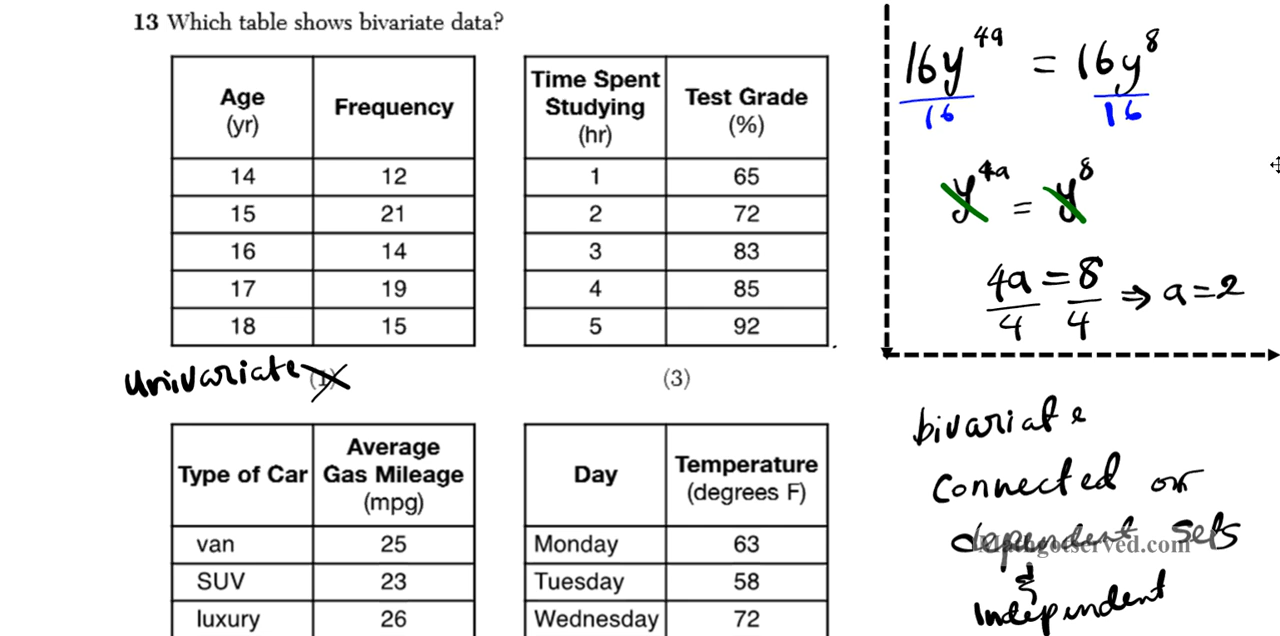 13 Which table shows bivariate data?
Age (yr) Frequency
14 12
15 21
16 14
17 19
18 15
univariate (1)
Time Spent Studying (hr) Test Grade (%)
1 65
2 72
3 83
4 85
5 92
(3)
Type of Car Average Gas Mileage (mpg)
van 25
SUV 23
luxury 26
Day Temperature (degrees F)
Monday 63
Tuesday 58
Wednesday 72
16y^4a = 16y^8
16 16
y^4a = y^8
4a = 8 ⇒ a = 2
4 4
bivariate
connected or
dependent sets
&
Independent